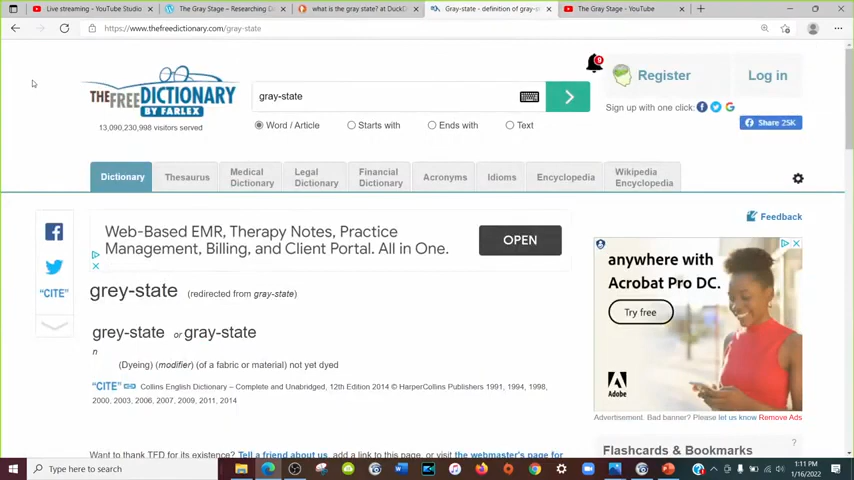 Live streaming - YouTube Studio
The Gray Stage – Researching D
what is the gray state? at DuckD
Gray-state - definition of gray-s
The Gray Stage - YouTube
https://www.thefreedictionary.com/gray-state
THEFREEDICTIONARY
BY FARLEX
13,090,230,998 visitors served
gray-state
Word / Article
Starts with
Ends with
Text
9
Register
Log in
Sign up with one click:
Share 25K
Dictionary
Thesaurus
Medical
Dictionary
Legal
Dictionary
Financial
Dictionary
Acronyms
Idioms
Encyclopedia
Wikipedia
Encyclopedia
Feedback
“CITE”
Web-Based EMR, Therapy Notes, Practice
Management, Billing, and Client Portal. All in One.
OPEN
grey-state (redirected from gray-state)
grey-state or gray-state
n
(Dyeing) (modifier) (of a fabric or material) not yet dyed
“CITE” Collins English Dictionary – Complete and Unabridged, 12th Edition 2014 © HarperCollins Publishers 1991, 1994, 1998,
2000, 2003, 2006, 2007, 2009, 2011, 2014
Want to thank TFD for its existence? Tell a friend about us, add a link to this page, or visit the webmaster's page for
anywhere with
Acrobat Pro DC.
Try free
Adobe
Advertisement. Bad banner? Please let us know Remove Ads
Flashcards & Bookmarks
?
Type here to search
1:11 PM
1/16/2022